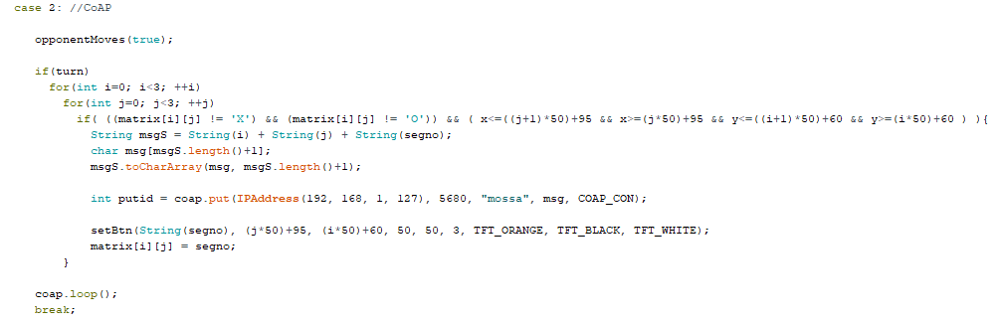 case 2: //CoAP
opponentMoves(true);
if(turn)
for(int i=0; i<3; ++i)
for(int j=0; j<3; ++j)
if( ((matrix[i][j] != 'X') && (matrix[i][j] != 'O')) && ( x<=((j+1)*50)+95 && x>=(j*50)+95 && y<=((i+1)*50)+60 && y>=(i*50)+60 ) ){
String msgS = String(i) + String(j) + String(segno);
char msg[msgS.length()+1];
msgS.toCharArray(msg, msgS.length()+1);
int putid = coap.put(IPAddress(192, 168, 1, 127), 5680, "mossa", msg, COAP_CON);
setBtn(String(segno), (j*50)+95, (i*50)+60, 50, 50, 3, TFT_ORANGE, TFT_BLACK, TFT_WHITE);
matrix[i][j] = segno;
}
coap.loop();
break;